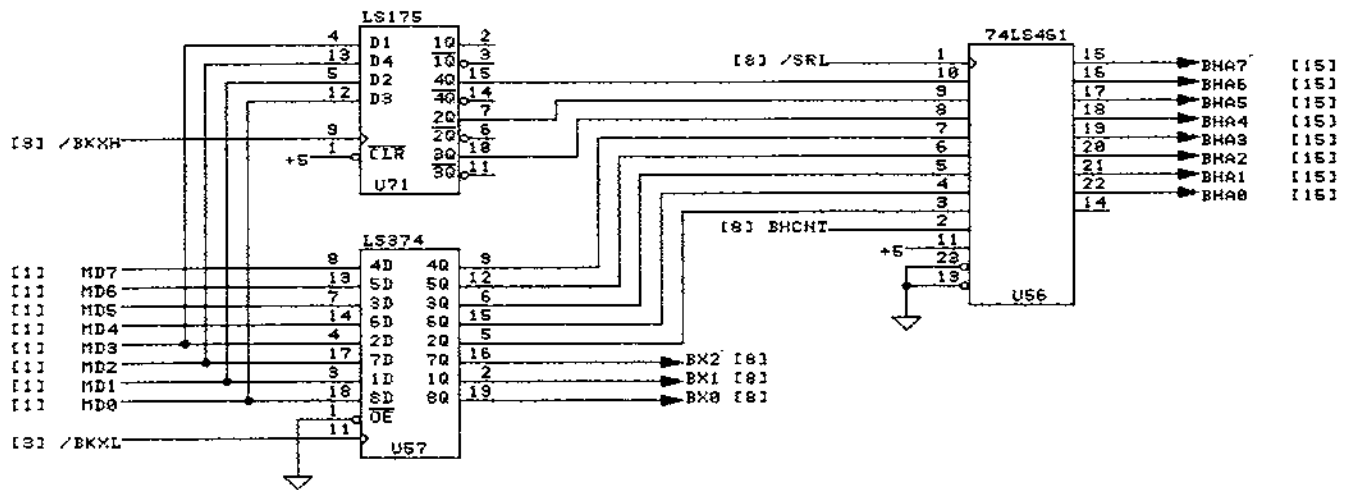 LS175
4 D1 1Q 2
13 D4 1Q 3
5 D2 4Q 15
12 D3 4Q 14
2Q 7
[3] /BKXH 9 2Q 6
+5 1 CLR 3Q 10
3Q 11
U71
74LS461
[8] /SRL 1 15 BHA7 [15]
10 16 BHA6 [15]
9 17 BHA5 [15]
8 18 BHA4 [15]
7 19 BHA3 [15]
6 20 BHA2 [15]
5 21 BHA1 [15]
4 22 BHA0 [15]
3 14
[8] BHCNT 2
+5 11
23
13
U56
LS374
[1] MD7 8 4D 4Q 9
[1] MD6 13 5D 5Q 12
[1] MD5 7 3D 3Q 6
[1] MD4 14 6D 6Q 15
[1] MD3 4 2D 2Q 5
[1] MD2 17 7D 7Q 16 BX2 [8]
[1] MD1 3 1D 1Q 2 BX1 [8]
[1] MD0 18 8D 8Q 19 BX0 [8]
1 OE
[3] /BKXL 11
U57